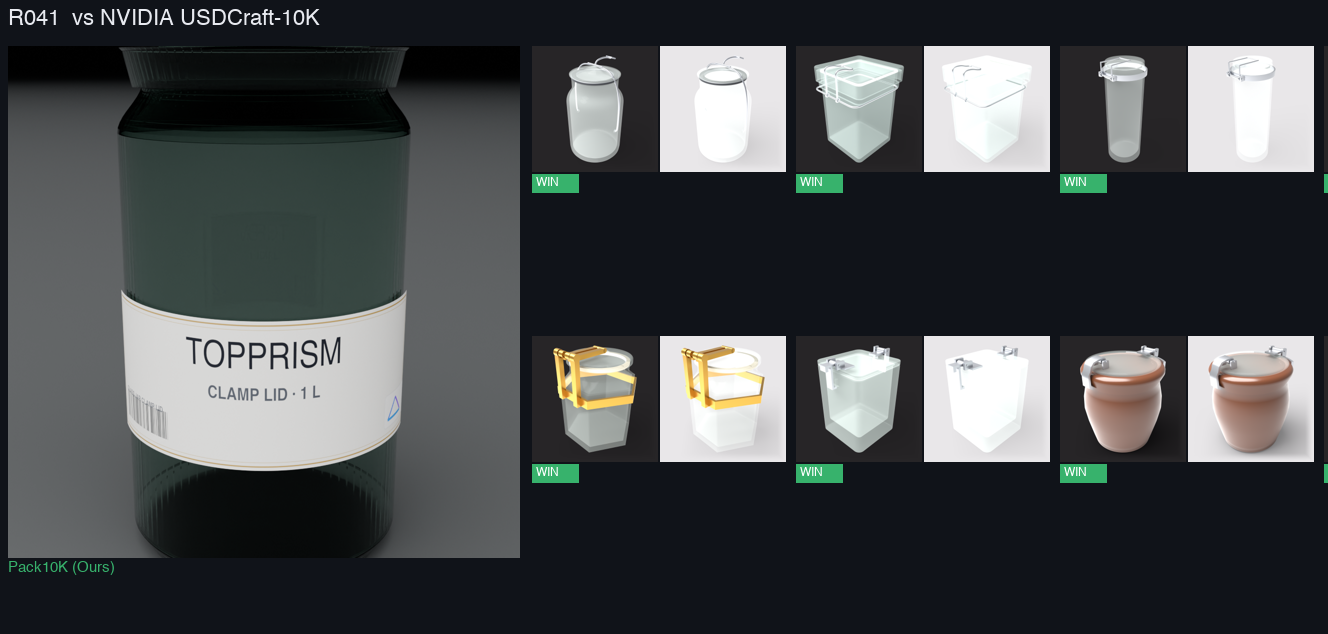 R041 vs NVIDIA USDCraft-10K
TOPPRISM
CLAMP LID · 1 L
Pack10K (Ours)
WIN
WIN
WIN
WIN
WIN
WIN